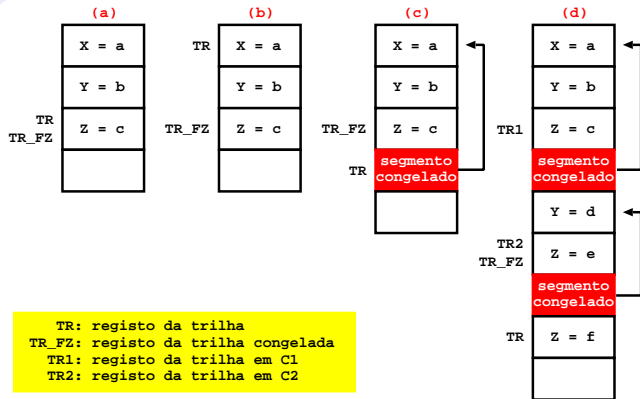 (a)
X = a
Y = b
TR
TR_FZ
Z = c
(b)
TR
X = a
Y = b
TR_FZ
Z = c
(c)
X = a
Y = b
TR_FZ
Z = c
TR
segmento
congelado
(d)
X = a
Y = b
TR1
Z = c
segmento
congelado
Y = d
TR2
TR_FZ
Z = e
segmento
congelado
TR
Z = f
TR: registo da trilha
TR_FZ: registo da trilha congelada
TR1: registo da trilha em C1
TR2: registo da trilha em C2